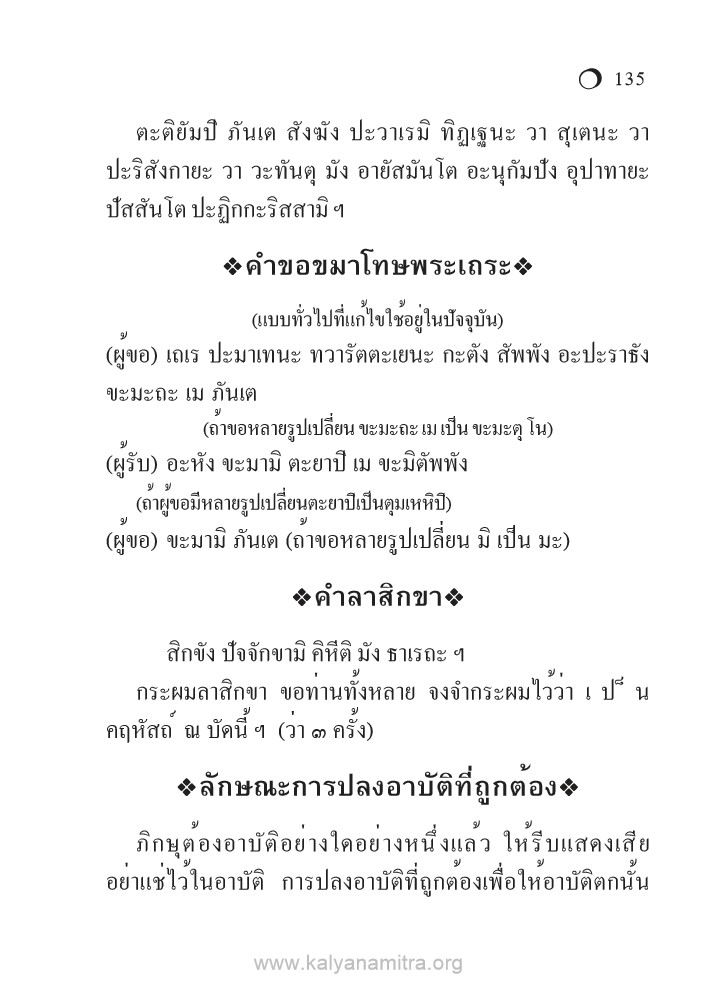 135
ตะติยัมปิ ภันเต สังฆัง ปะวาเรมิ ทิฏเฐนะ วา สุเตนะ วา
ปะริสังกายะ วา วะทันตุ มัง อายัสมันโต อะนุกัมปัง อุปาทายะ
ปัสสันโต ปะฏิกกะริสสามิ ฯ
❖คำขอขมาโทษพระเถระ❖
(แบบทั่วไปที่แก้ไขใช้อยู่ในปัจจุบัน)
(ผู้ขอ) เถเร ปะมาเทนะ ทวารัตตะเยนะ กะตัง สัพพัง อะปะราธัง
ขะมะถะ เม ภันเต
(ถ้าขอหลายรูปเปลี่ยน ขะมะถะ เม เป็น ขะมะตุ โน)
(ผู้รับ) อะหัง ขะมามิ ตะยาปิ เม ขะมิตัพพัง
(ถ้าผู้ขอมีหลายรูปเปลี่ยนตะยาปิเป็นตุมเหหิปิ)
(ผู้ขอ) ขะมามิ ภันเต (ถ้าขอหลายรูปเปลี่ยน มิ เป็น มะ)
❖คำลาสิกขา❖
สิกขัง ปัจจักขามิ คิหีติ มัง ธาเรถะ ฯ
กระผมลาสิกขา ขอท่านทั้งหลาย จงจำกระผมไว้ว่า เป็น
คฤหัสถ์ ณ บัดนี้ ฯ (ว่า ๓ ครั้ง)
❖ลักษณะการปลงอาบัติที่ถูกต้อง❖
ภิกษุต้องอาบัติอย่างใดอย่างหนึ่งแล้ว ให้รีบแสดงเสีย
อย่าแช่ไว้ในอาบัติ การปลงอาบัติที่ถูกต้องเพื่อให้อาบัติตกนั้น
www.kalyanamitra.org